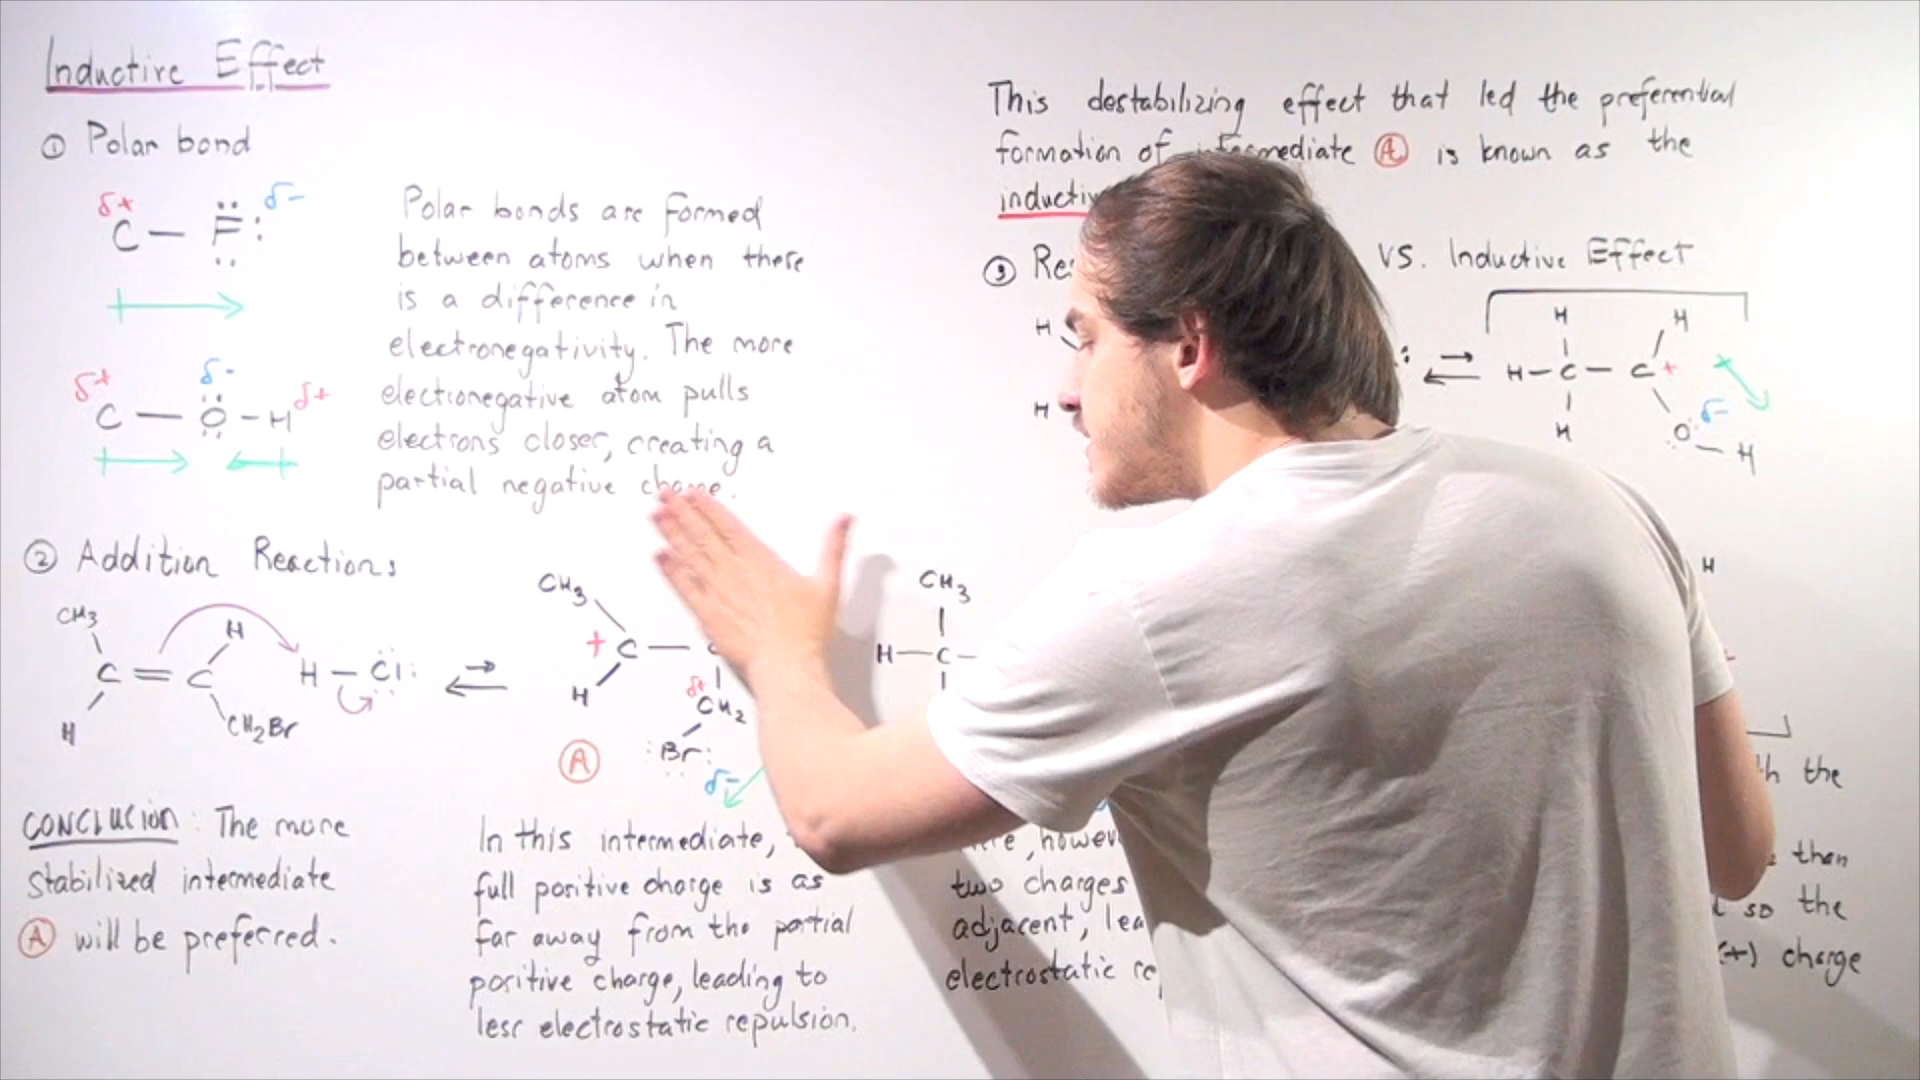 Inductive Effect
① Polar bond
δ+ δ-
C — F:
Polar bonds are formed
between atoms when there
is a difference in
electronegativity. The more
electronegative atom pulls
electrons closer, creating a
partial negative charge.
δ+ δ- δ+
C — O — H
② Addition Reactions
CH3
H
C = C H — Cl:
H
CH2Br
CH3
+ C — C
H
δ+
CH2
:Br:
δ-
A
CH3
H — C —
CONCLUCION: The more
stabilized intermediate
A will be preferred.
In this intermediate,
full positive charge is as
far away from the partial
positive charge, leading to
less electrostatic repulsion.
however
two charges
adjacent,
electrostatic
This destabilizing effect that led the preferential
formation of intermediate A is known as the
③ vs. Inductive Effect
H
H
H H
H — C — C +
H
δ-
O — H
H
the
than
so the
(+) charge